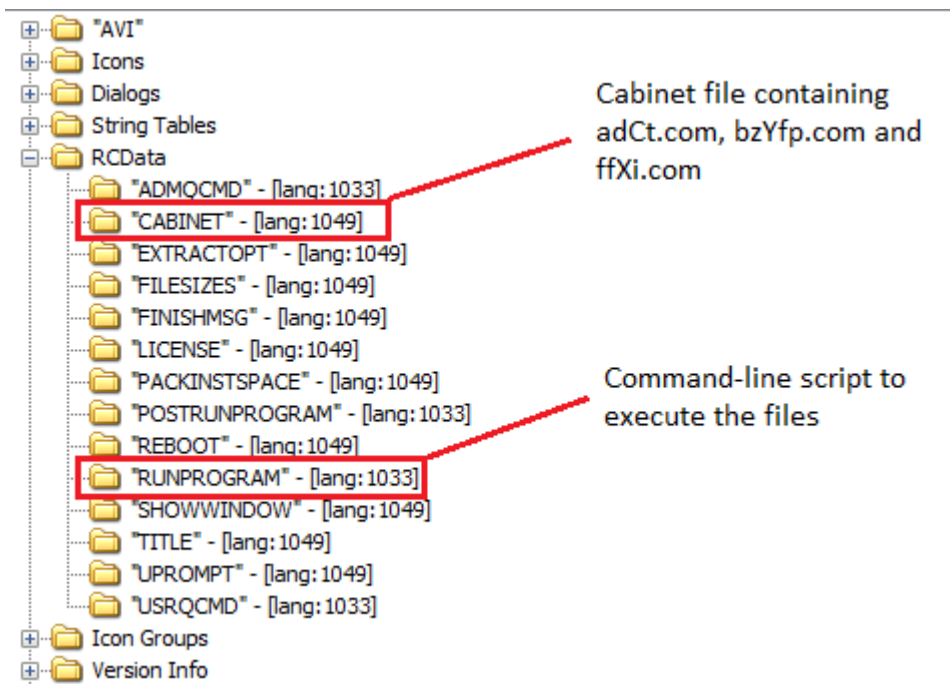 "AVI"
Icons
Dialogs
String Tables
RCData
"ADMQCMD" - [lang:1033]
"CABINET" - [lang:1049]
"EXTRACTOPT" - [lang:1049]
"FILESIZES" - [lang:1049]
"FINISHMSG" - [lang:1049]
"LICENSE" - [lang:1049]
"PACKINSTSPACE" - [lang:1049]
"POSTRUNPROGRAM" - [lang:1033]
"REBOOT" - [lang:1049]
"RUNPROGRAM" - [lang:1033]
"SHOWWINDOW" - [lang:1049]
"TITLE" - [lang:1049]
"UPROMPT" - [lang:1049]
"USRQCMD" - [lang:1033]
Icon Groups
Version Info
Cabinet file containing
adCt.com, bzYfp.com and
ffXi.com
Command-line script to
execute the files